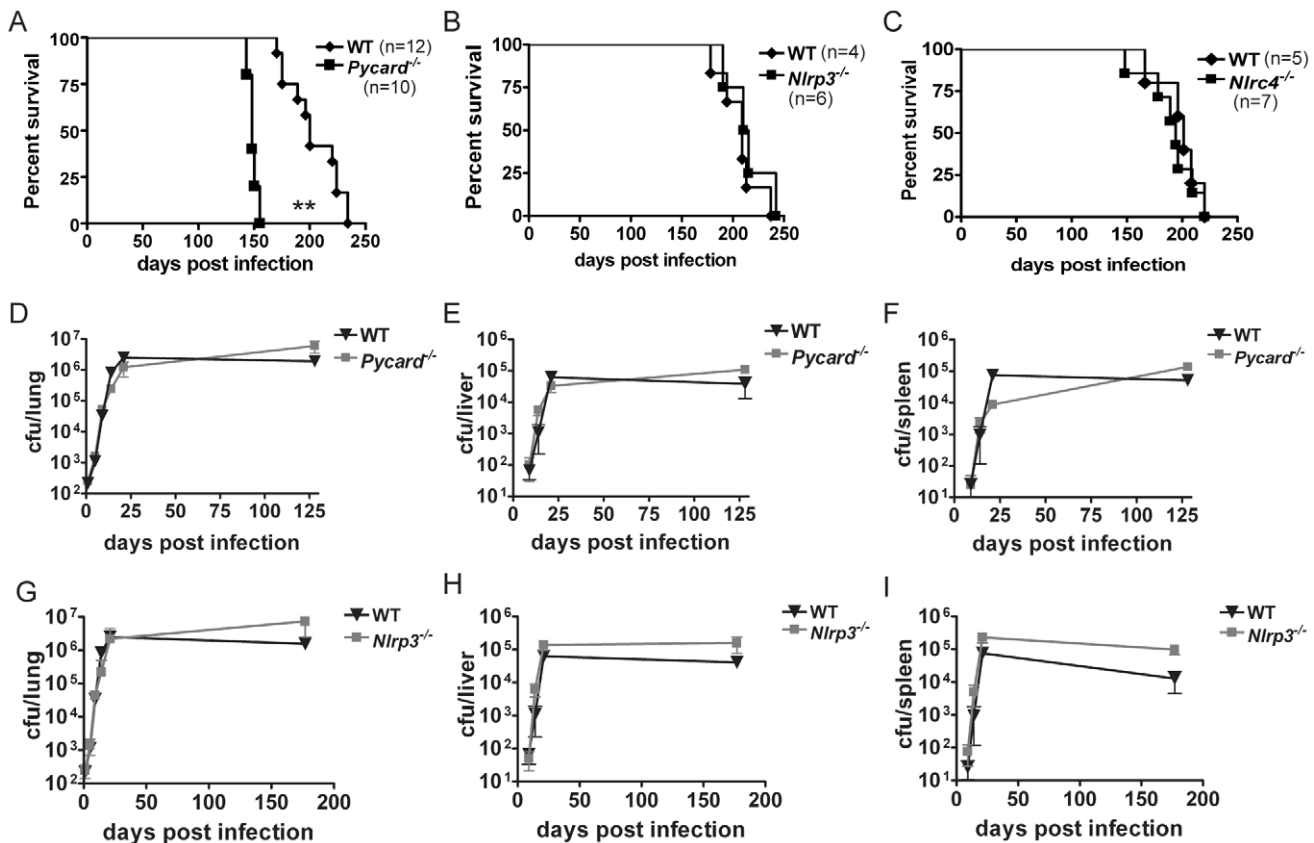 A
Percent survival
100
75
50
25
0
WT (n=12)
Pycard-/-
(n=10)
**
0 50 100 150 200 250
days post infection
B
Percent survival
100
75
50
25
0
WT (n=4)
Nlrp3-/-
(n=6)
0 50 100 150 200 250
days post infection
C
Percent survival
100
75
50
25
0
WT (n=5)
Nlrc4-/-
(n=7)
0 50 100 150 200 250
days post infection
D
cfu/lung
10^7
10^6
10^5
10^4
10^3
10^2
WT
Pycard-/-
0 25 50 75 100 125
days post infection
E
cfu/liver
10^6
10^5
10^4
10^3
10^2
10^1
WT
Pycard-/-
0 25 50 75 100 125
days post infection
F
cfu/spleen
10^6
10^5
10^4
10^3
10^2
10^1
WT
Pycard-/-
0 25 50 75 100 125
days post infection
G
cfu/lung
10^7
10^6
10^5
10^4
10^3
10^2
WT
Nlrp3-/-
0 50 100 150 200
days post infection
H
cfu/liver
10^6
10^5
10^4
10^3
10^2
10^1
WT
Nlrp3-/-
0 50 100 150 200
days post infection
I
cfu/spleen
10^6
10^5
10^4
10^3
10^2
10^1
WT
Nlrp3-/-
0 50 100 150 200
days post infection